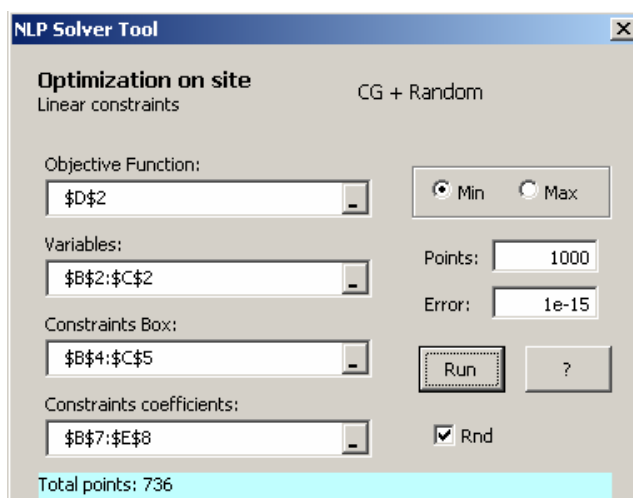 NLP Solver Tool
Optimization on site
Linear constraints
CG + Random
Objective Function:
$D$2
Min
Max
Variables:
$B$2:$C$2
Points:
1000
Error:
1e-15
Constraints Box:
$B$4:$C$5
Run
?
Constraints coefficients:
$B$7:$E$8
Rnd
Total points: 736